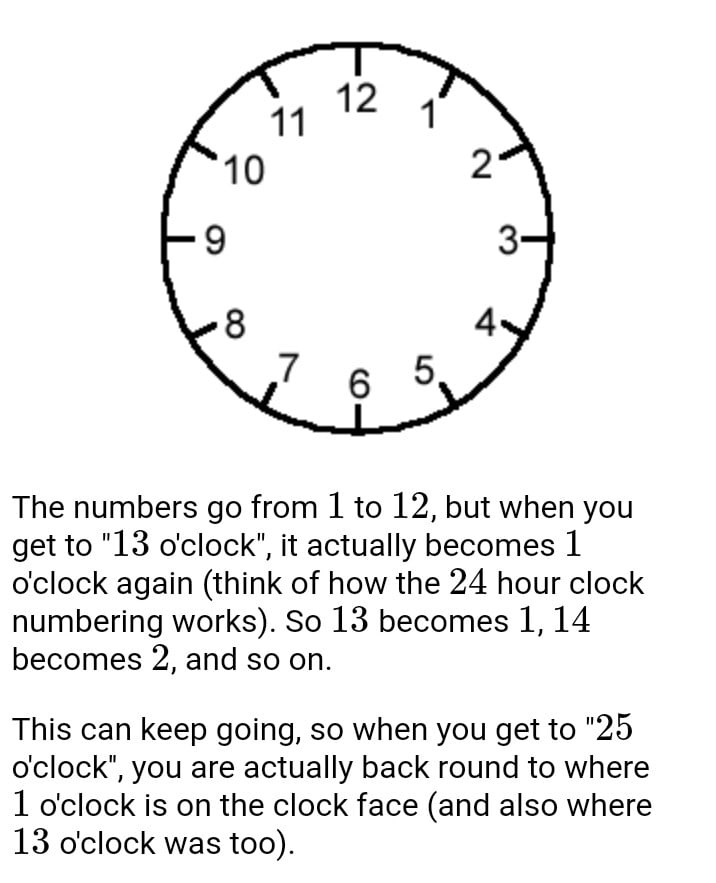 12
11
1
10
2
9
3
8
4
7
5
6
The numbers go from 1 to 12, but when you
get to "13 o'clock", it actually becomes 1
o'clock again (think of how the 24 hour clock
numbering works). So 13 becomes 1, 14
becomes 2, and so on.
This can keep going, so when you get to "25
o'clock", you are actually back round to where
1 o'clock is on the clock face (and also where
13 o'clock was too).